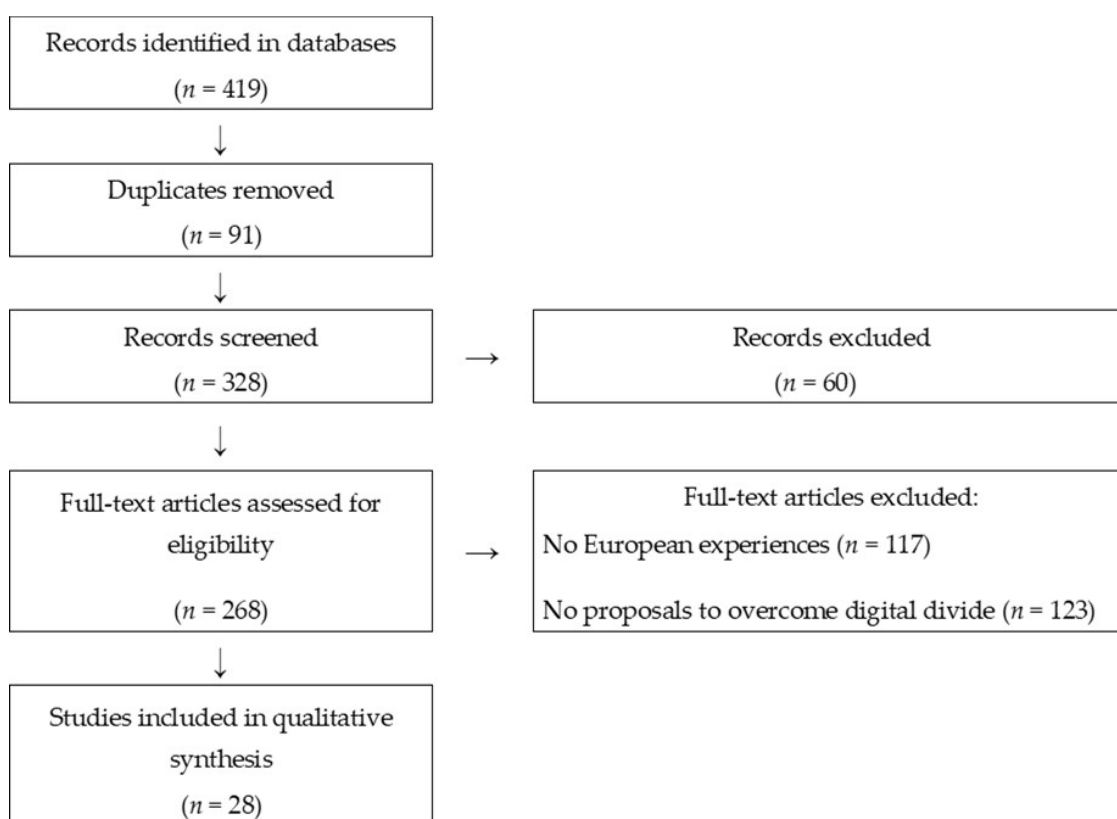 Records identified in databases
(n = 419)
↓
Duplicates removed
(n = 91)
↓
Records screened
(n = 328)
→
Records excluded
(n = 60)
↓
Full-text articles assessed for
eligibility
(n = 268)
→
Full-text articles excluded:
No European experiences (n = 117)
No proposals to overcome digital divide (n = 123)
↓
Studies included in qualitative
synthesis
(n = 28)